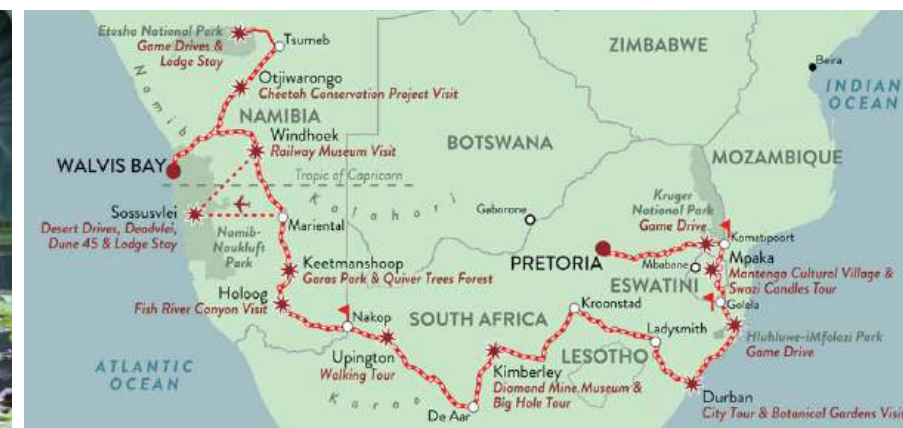 Etosha National Park
Game Drives &
Lodge Stay
Tsumeb
Otjiwarongo
Cheetah Conservation Project Visit
Namib
NAMIBIA
Windhoek
Railway Museum Visit
WALVIS BAY
Tropic of Capricorn
Sossusvlei
Desert Drives, Deadvlei,
Dune 45 & Lodge Stay
Namib-
Naukluft
Park
Mariental
Kalahari
Keetmanshoop
Garas Park & Quiver Trees Forest
Holoog
Fish River Canyon Visit
Nakop
Upington
Walking Tour
ATLANTIC
OCEAN
Karoo
De Aar
SOUTH AFRICA
Kimberley
Diamond Mine Museum &
Big Hole Tour
Kroonstad
LESOTHO
Ladysmith
Durban
City Tour & Botanical Gardens Visit
Hluhluwe-iMfolozi Park
Game Drive
Golela
ESWATINI
Mbabane
Mpaka
Mantenga Cultural Village &
Swazi Candles Tour
Komatipoort
Kruger
National Park
Game Drive
PRETORIA
Gaborone
BOTSWANA
ZIMBABWE
MOZAMBIQUE
Beira
INDIAN
OCEAN